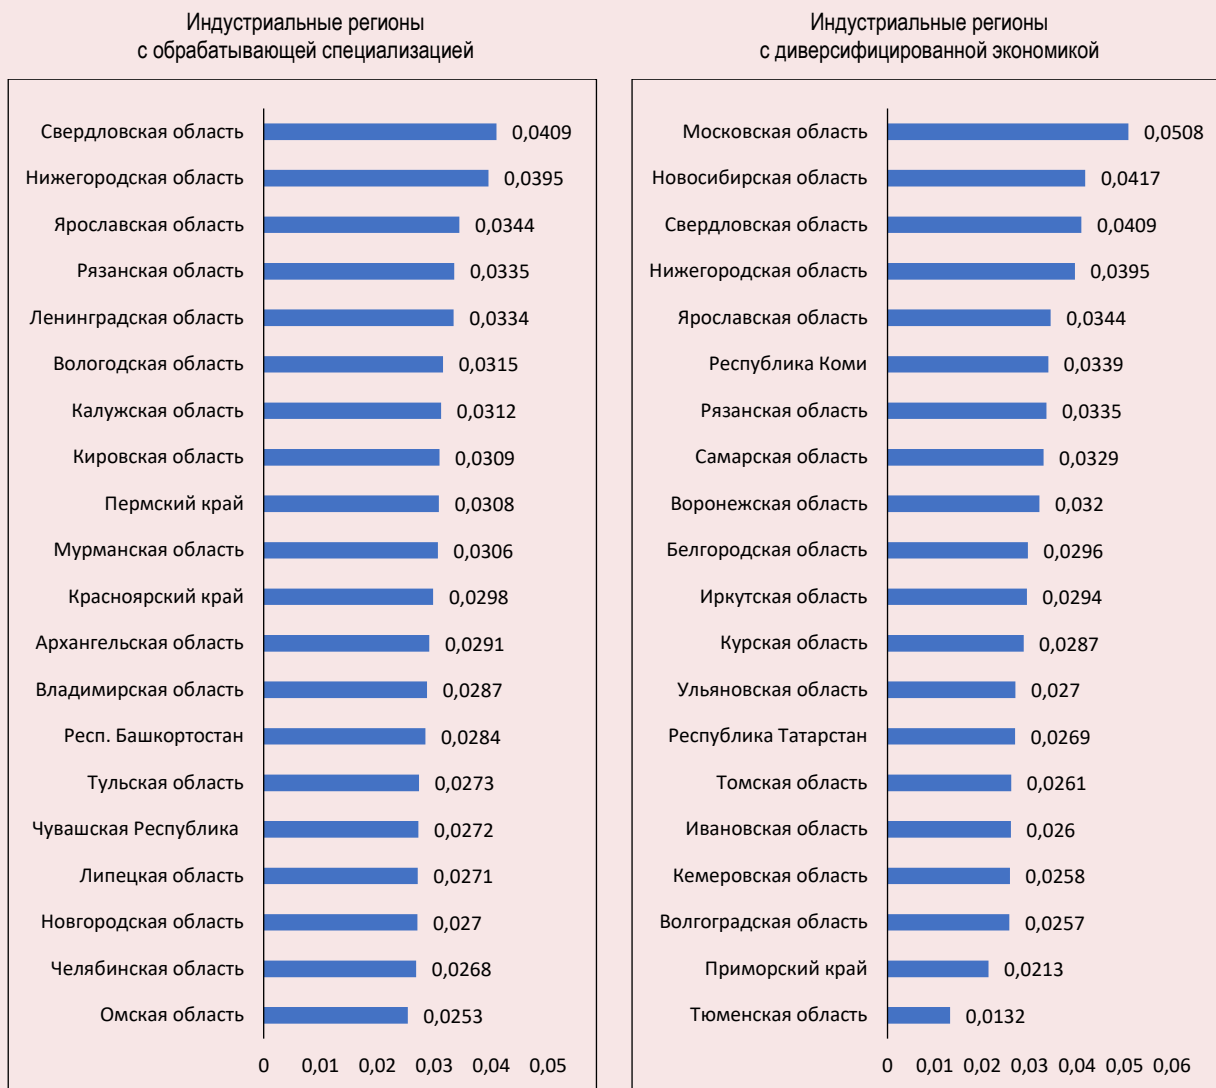 Индустриальные регионы
с обрабатывающей специализацией
Свердловская область 0,0409
Нижегородская область 0,0395
Ярославская область 0,0344
Рязанская область 0,0335
Ленинградская область 0,0334
Вологодская область 0,0315
Калужская область 0,0312
Кировская область 0,0309
Пермский край 0,0308
Мурманская область 0,0306
Красноярский край 0,0298
Архангельская область 0,0291
Владимирская область 0,0287
Респ. Башкортостан 0,0284
Тульская область 0,0273
Чувашская Республика 0,0272
Липецкая область 0,0271
Новгородская область 0,027
Челябинская область 0,0268
Омская область 0,0253
0 0,01 0,02 0,03 0,04 0,05
Индустриальные регионы
с диверсифицированной экономикой
Московская область 0,0508
Новосибирская область 0,0417
Свердловская область 0,0409
Нижегородская область 0,0395
Ярославская область 0,0344
Республика Коми 0,0339
Рязанская область 0,0335
Самарская область 0,0329
Воронежская область 0,032
Белгородская область 0,0296
Иркутская область 0,0294
Курская область 0,0287
Ульяновская область 0,027
Республика Татарстан 0,0269
Томская область 0,0261
Ивановская область 0,026
Кемеровская область 0,0258
Волгоградская область 0,0257
Приморский край 0,0213
Тюменская область 0,0132
0 0,01 0,02 0,03 0,04 0,05 0,06